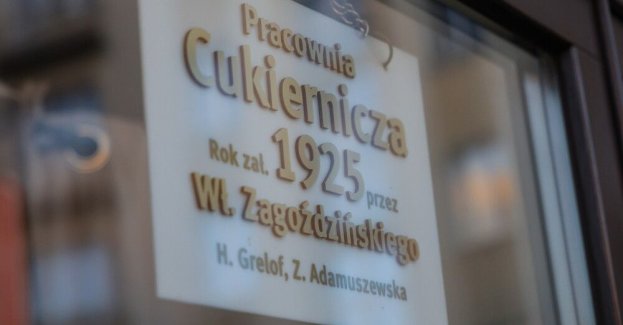 Pracownia
Cukiernicza
Rok zał. 1925 przez
Wł. Zagoździńskiego
H. Grelof, Z. Adamuszewska